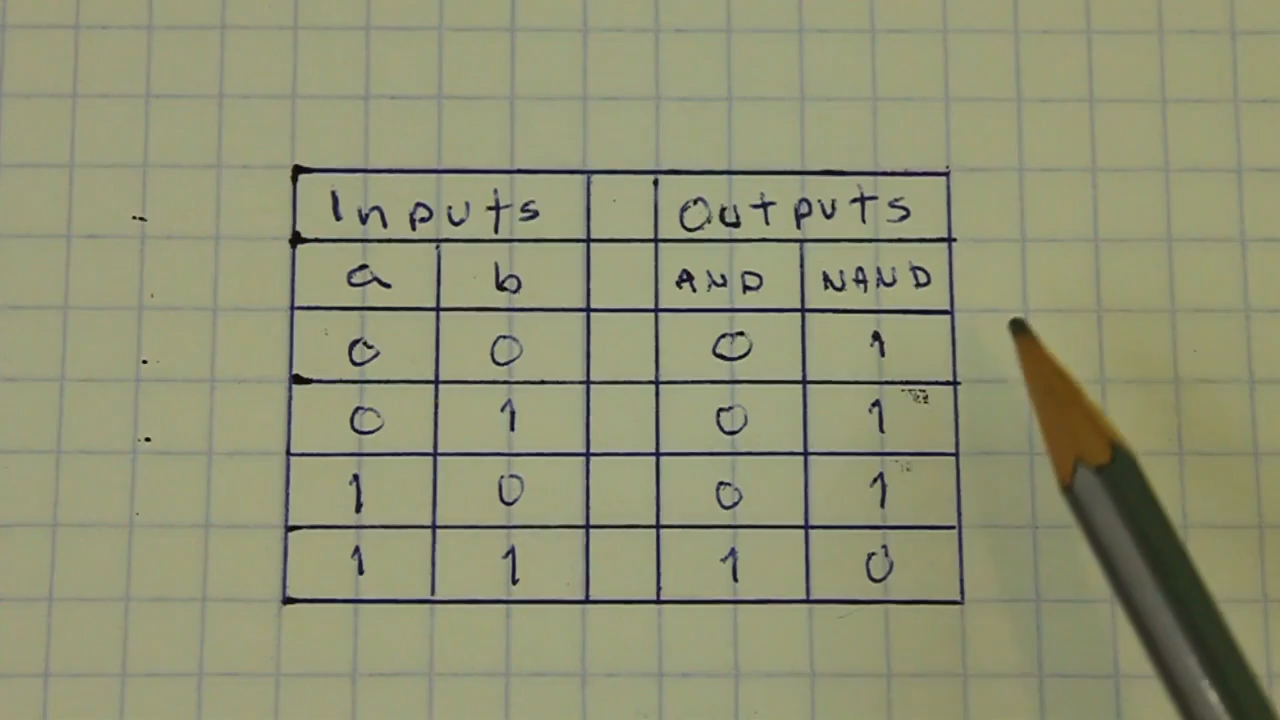 Inputs Outputs
a b AND NAND
0 0 0 1
0 1 0 1
1 0 0 1
1 1 1 0